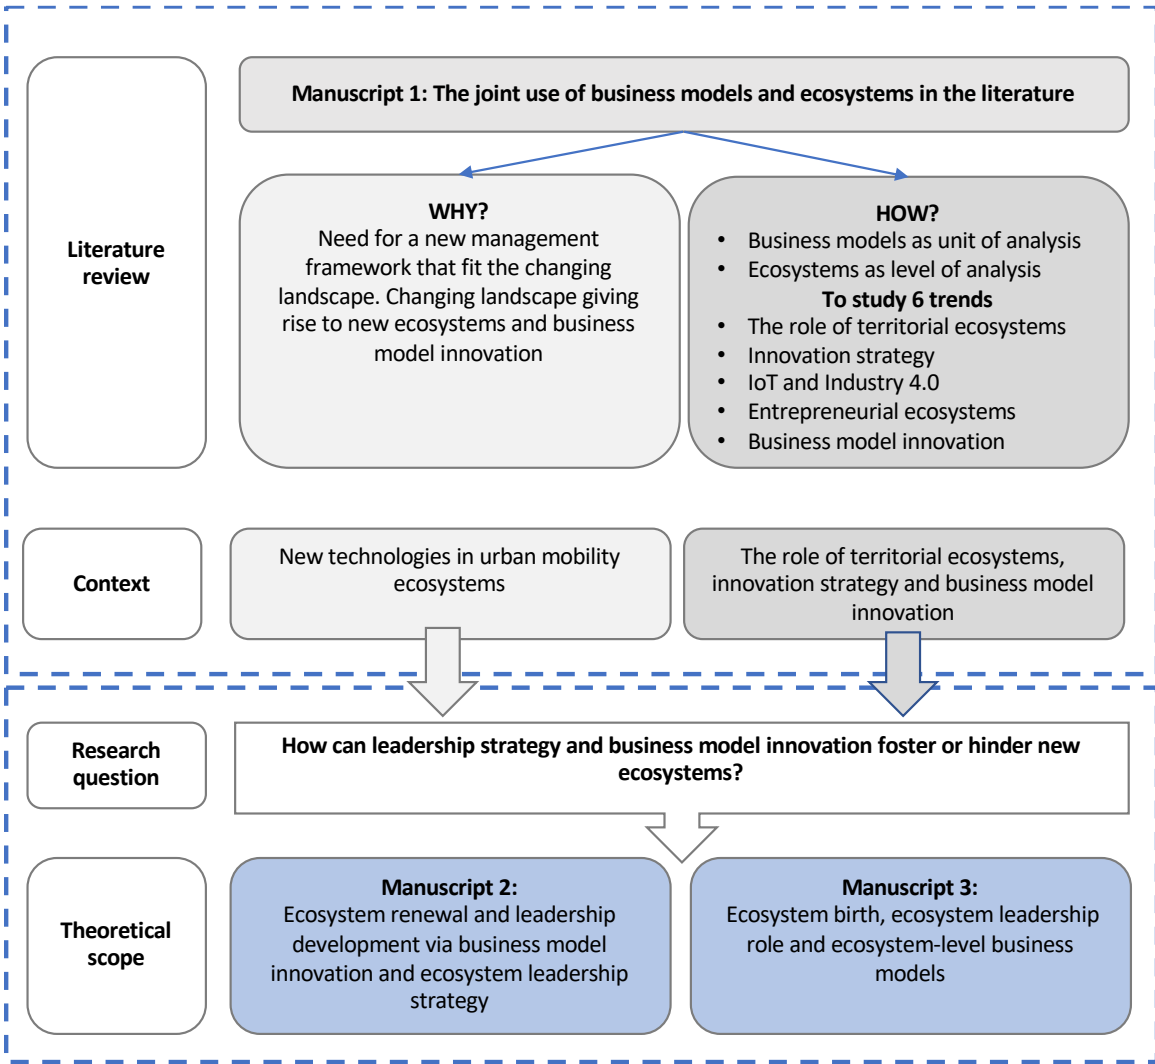 Manuscript 1: The joint use of business models and ecosystems in the literature
Literature
review
WHY?
Need for a new management
framework that fit the changing
landscape. Changing landscape giving
rise to new ecosystems and business
model innovation
HOW?
• Business models as unit of analysis
• Ecosystems as level of analysis
To study 6 trends
• The role of territorial ecosystems
• Innovation strategy
• IoT and Industry 4.0
• Entrepreneurial ecosystems
• Business model innovation
Context
New technologies in urban mobility
ecosystems
The role of territorial ecosystems,
innovation strategy and business model
innovation
Research
question
How can leadership strategy and business model innovation foster or hinder new
ecosystems?
Theoretical
scope
Manuscript 2:
Ecosystem renewal and leadership
development via business model
innovation and ecosystem leadership
strategy
Manuscript 3:
Ecosystem birth, ecosystem leadership
role and ecosystem-level business
models